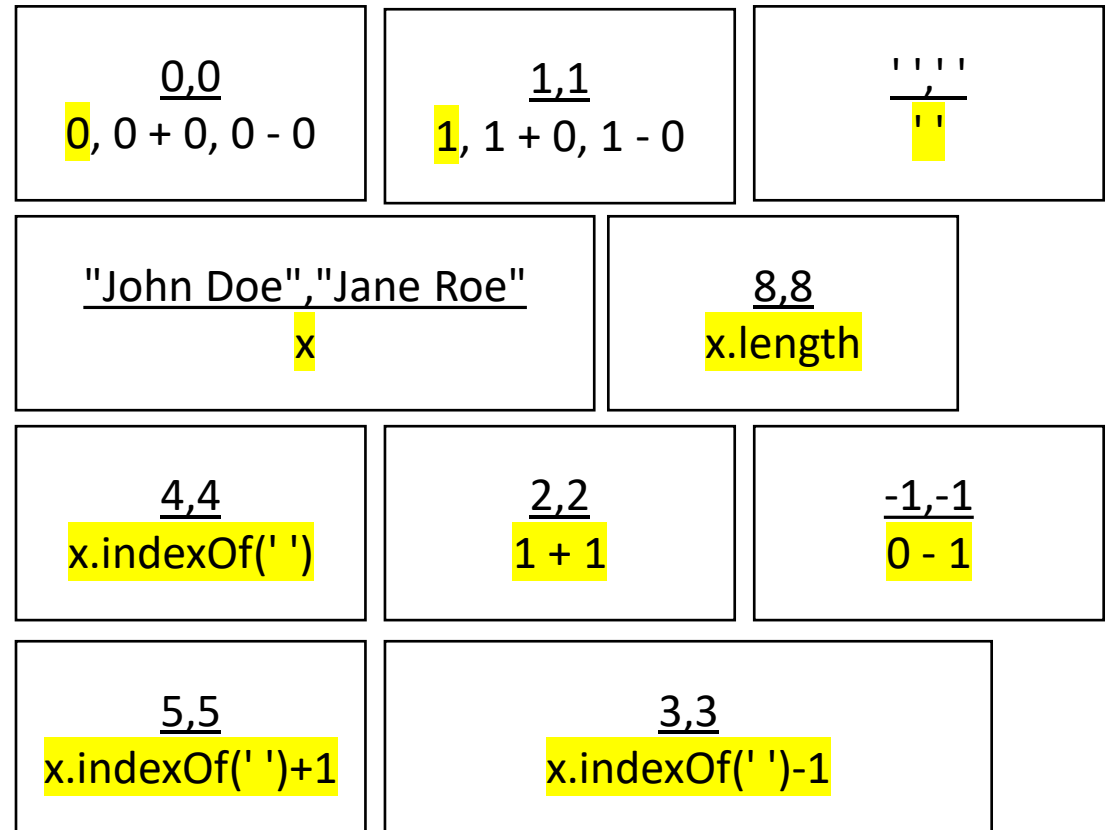 0,0
0, 0 + 0, 0 - 0
1,1
1, 1 + 0, 1 - 0
' ',' '
' '
"John Doe","Jane Roe"
x
8,8
x.length
4,4
x.indexOf(' ')
2,2
1 + 1
-1,-1
0 - 1
5,5
x.indexOf(' ')+1
3,3
x.indexOf(' ')-1